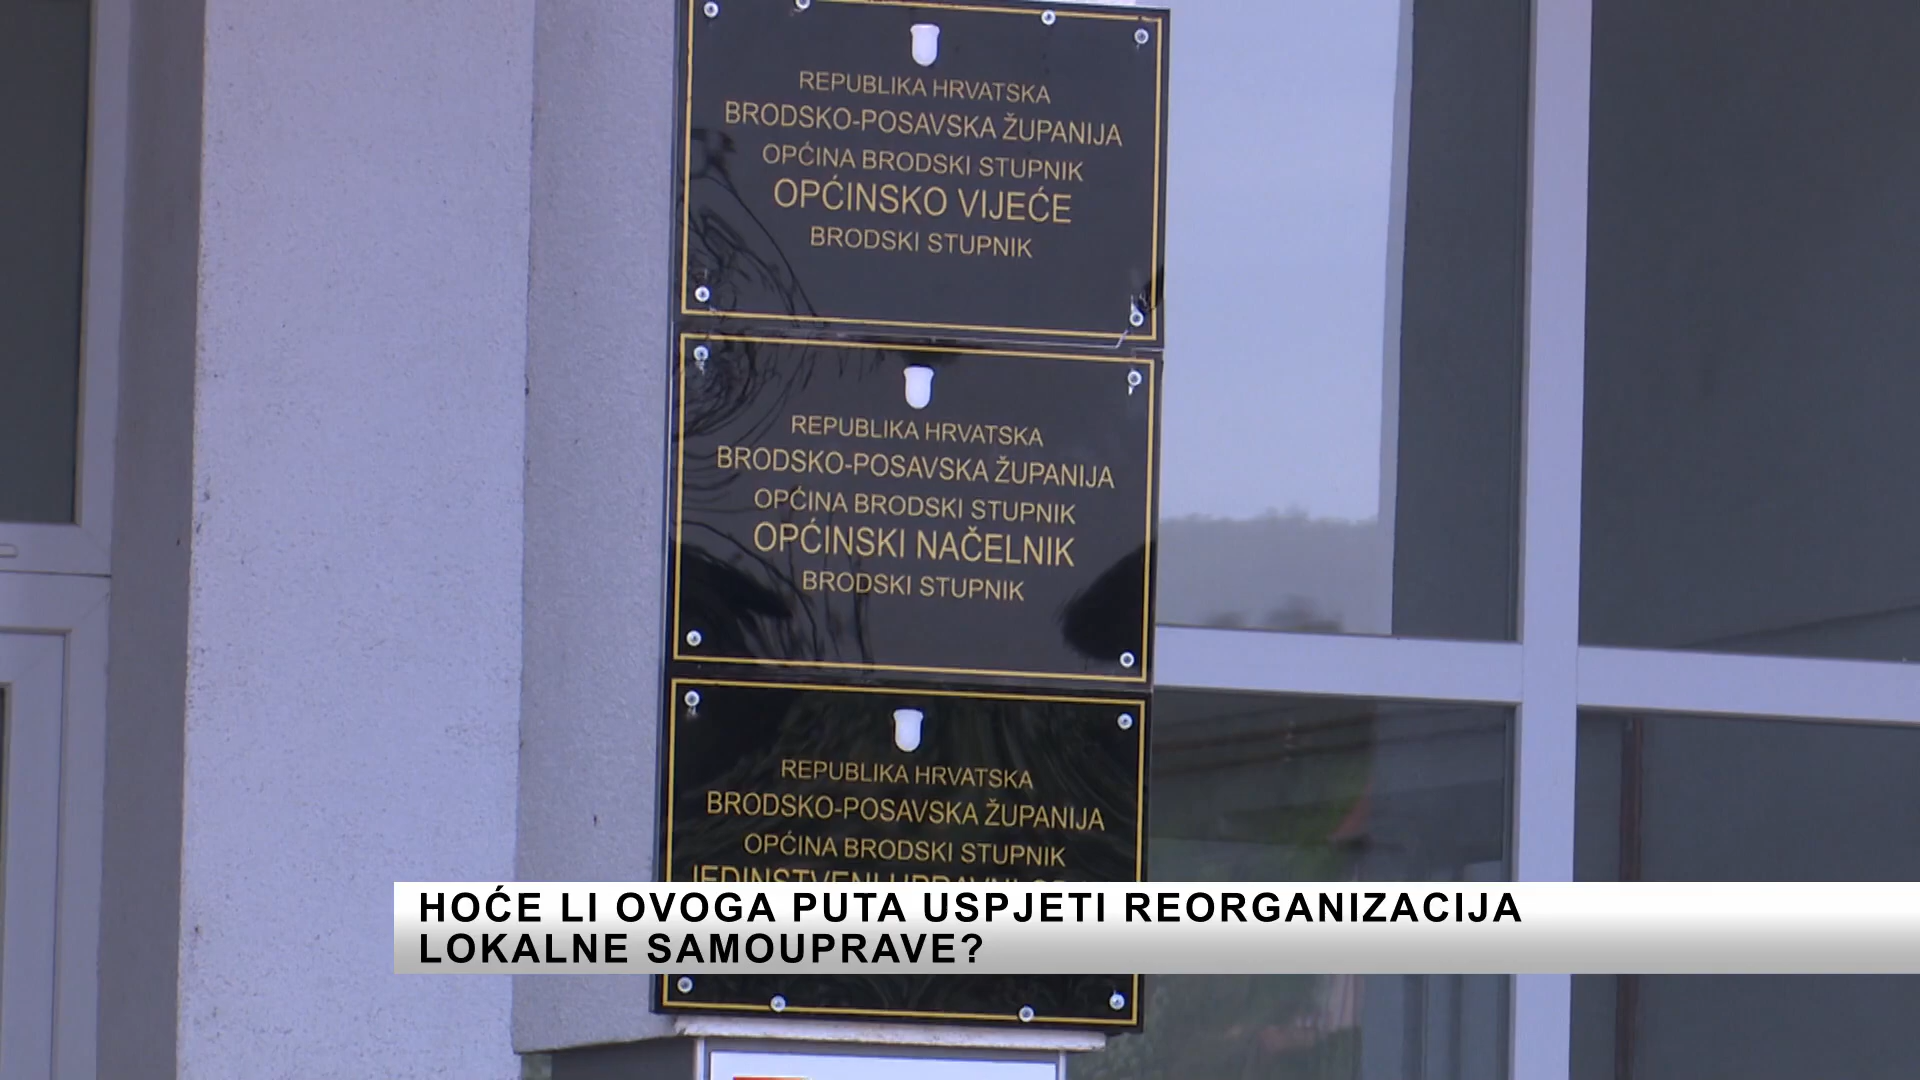 REPUBLIKA HRVATSKA
BRODSKO-POSAVSKA ŽUPANIJA
OPĆINA BRODSKI STUPNIK
OPĆINSKO VIJEĆE
BRODSKI STUPNIK
REPUBLIKA HRVATSKA
BRODSKO-POSAVSKA ŽUPANIJA
OPĆINA BRODSKI STUPNIK
OPĆINSKI NAČELNIK
BRODSKI STUPNIK
REPUBLIKA HRVATSKA
BRODSKO-POSAVSKA ŽUPANIJA
OPĆINA BRODSKI STUPNIK
JEDINSTVENI UPRAVNI
HOĆE LI OVOGA PUTA USPJETI REORGANIZACIJA
LOKALNE SAMOUPRAVE?